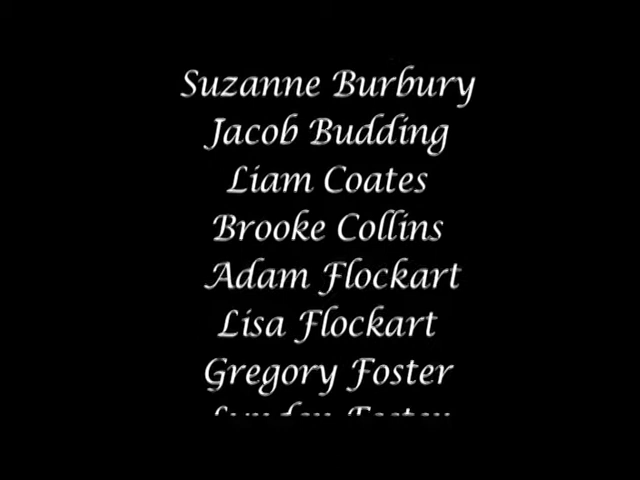 Suzanne Burbury
Jacob Budding
Liam Coates
Brooke Collins
Adam Flockart
Lisa Flockart
Gregory Foster